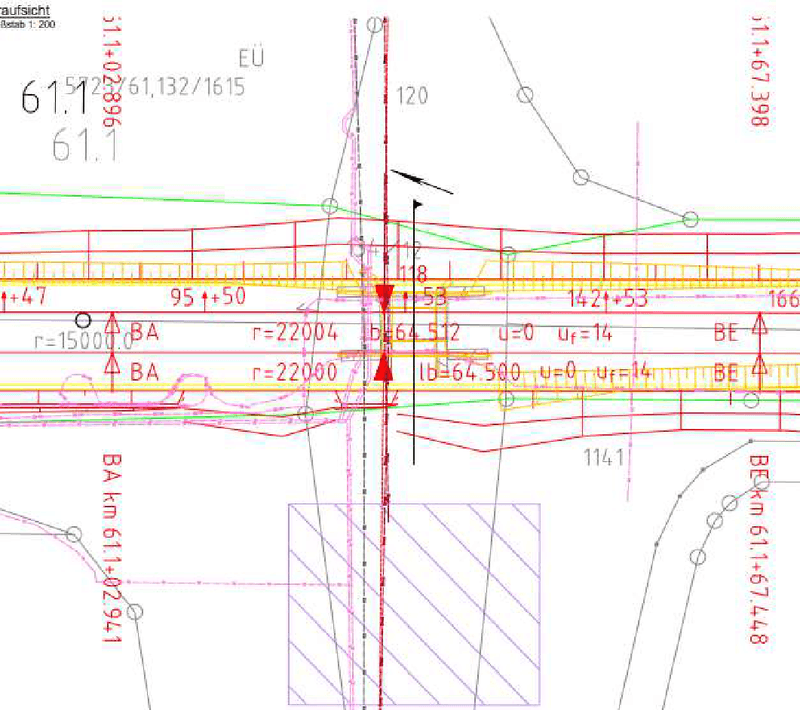 raufsicht
ßstab 1: 200
61.1+02.896
61.1+67.398
EÜ
5723/61,132/1615
61.1
61.1
120
118
+47
95 +50
53
142 +53
166
BA r=22004 lb=64.512 u=0 uf=14 BE
r=15000.0
BA r=22000 lb=64.500 u=0 uf=14 BE
1141
BA km 61.1+02.941
BE km 61.1+67.448